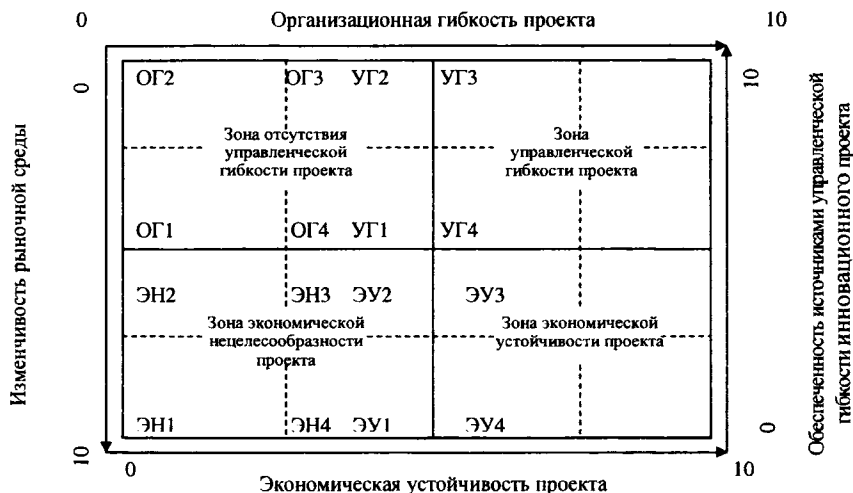 0 Организационная гибкость проекта 10
0
10
ОГ2 ОГ3 УГ2 УГ3
Зона отсутствия
управленческой
гибкости проекта
Зона
управленческой
гибкости проекта
ОГ1 ОГ4 УГ1 УГ4
ЭН2 ЭН3 ЭУ2 ЭУ3
Зона экономической
нецелесообразности
проекта
Зона экономической
устойчивости проекта
ЭН1 ЭН4 ЭУ1 ЭУ4
Изменчивость рыночной среды
Обеспеченность источниками управленческой
гибкости инновационного проекта
10
0
0 10
Экономическая устойчивость проекта